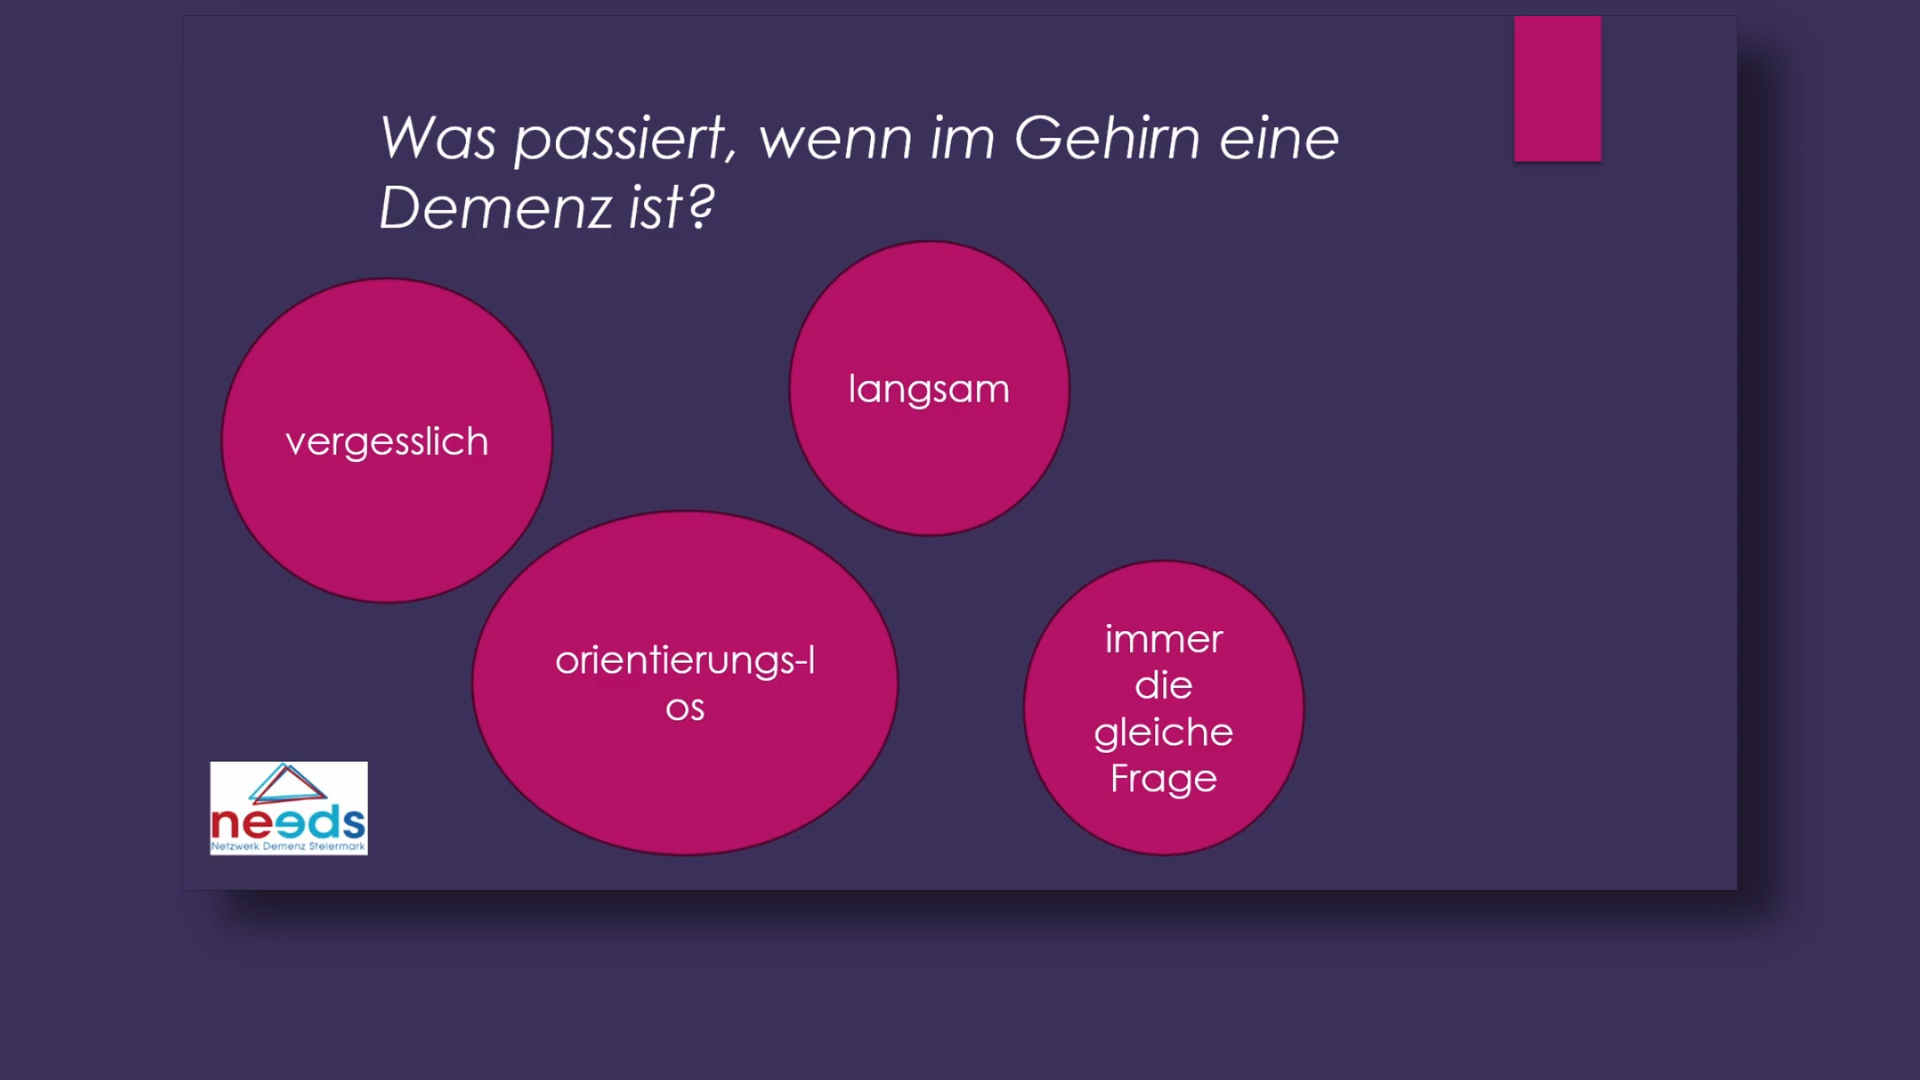 Was passiert, wenn im Gehirn eine
Demenz ist?
vergesslich
langsam
orientierungs-l
os
immer
die
gleiche
Frage
needs
Netzwerk Demenz Steiermark